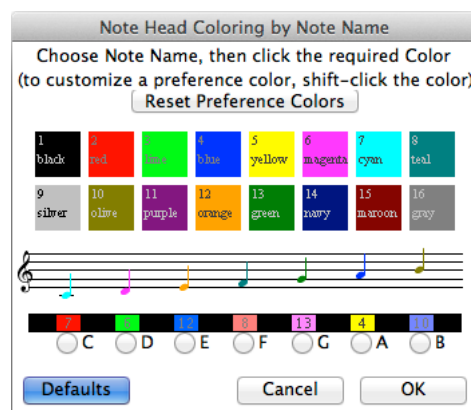 Note Head Coloring by Note Name
Choose Note Name, then click the required Color
(to customize a preference color, shift-click the color)
Reset Preference Colors
1 2 3 4 5 6 7 8
black red lime blue yellow magenta cyan teal
9 10 11 12 13 14 15 16
silver olive purple orange green navy maroon gray
7 6 12 8 13 4 10
C D E F G A B
Defaults Cancel OK